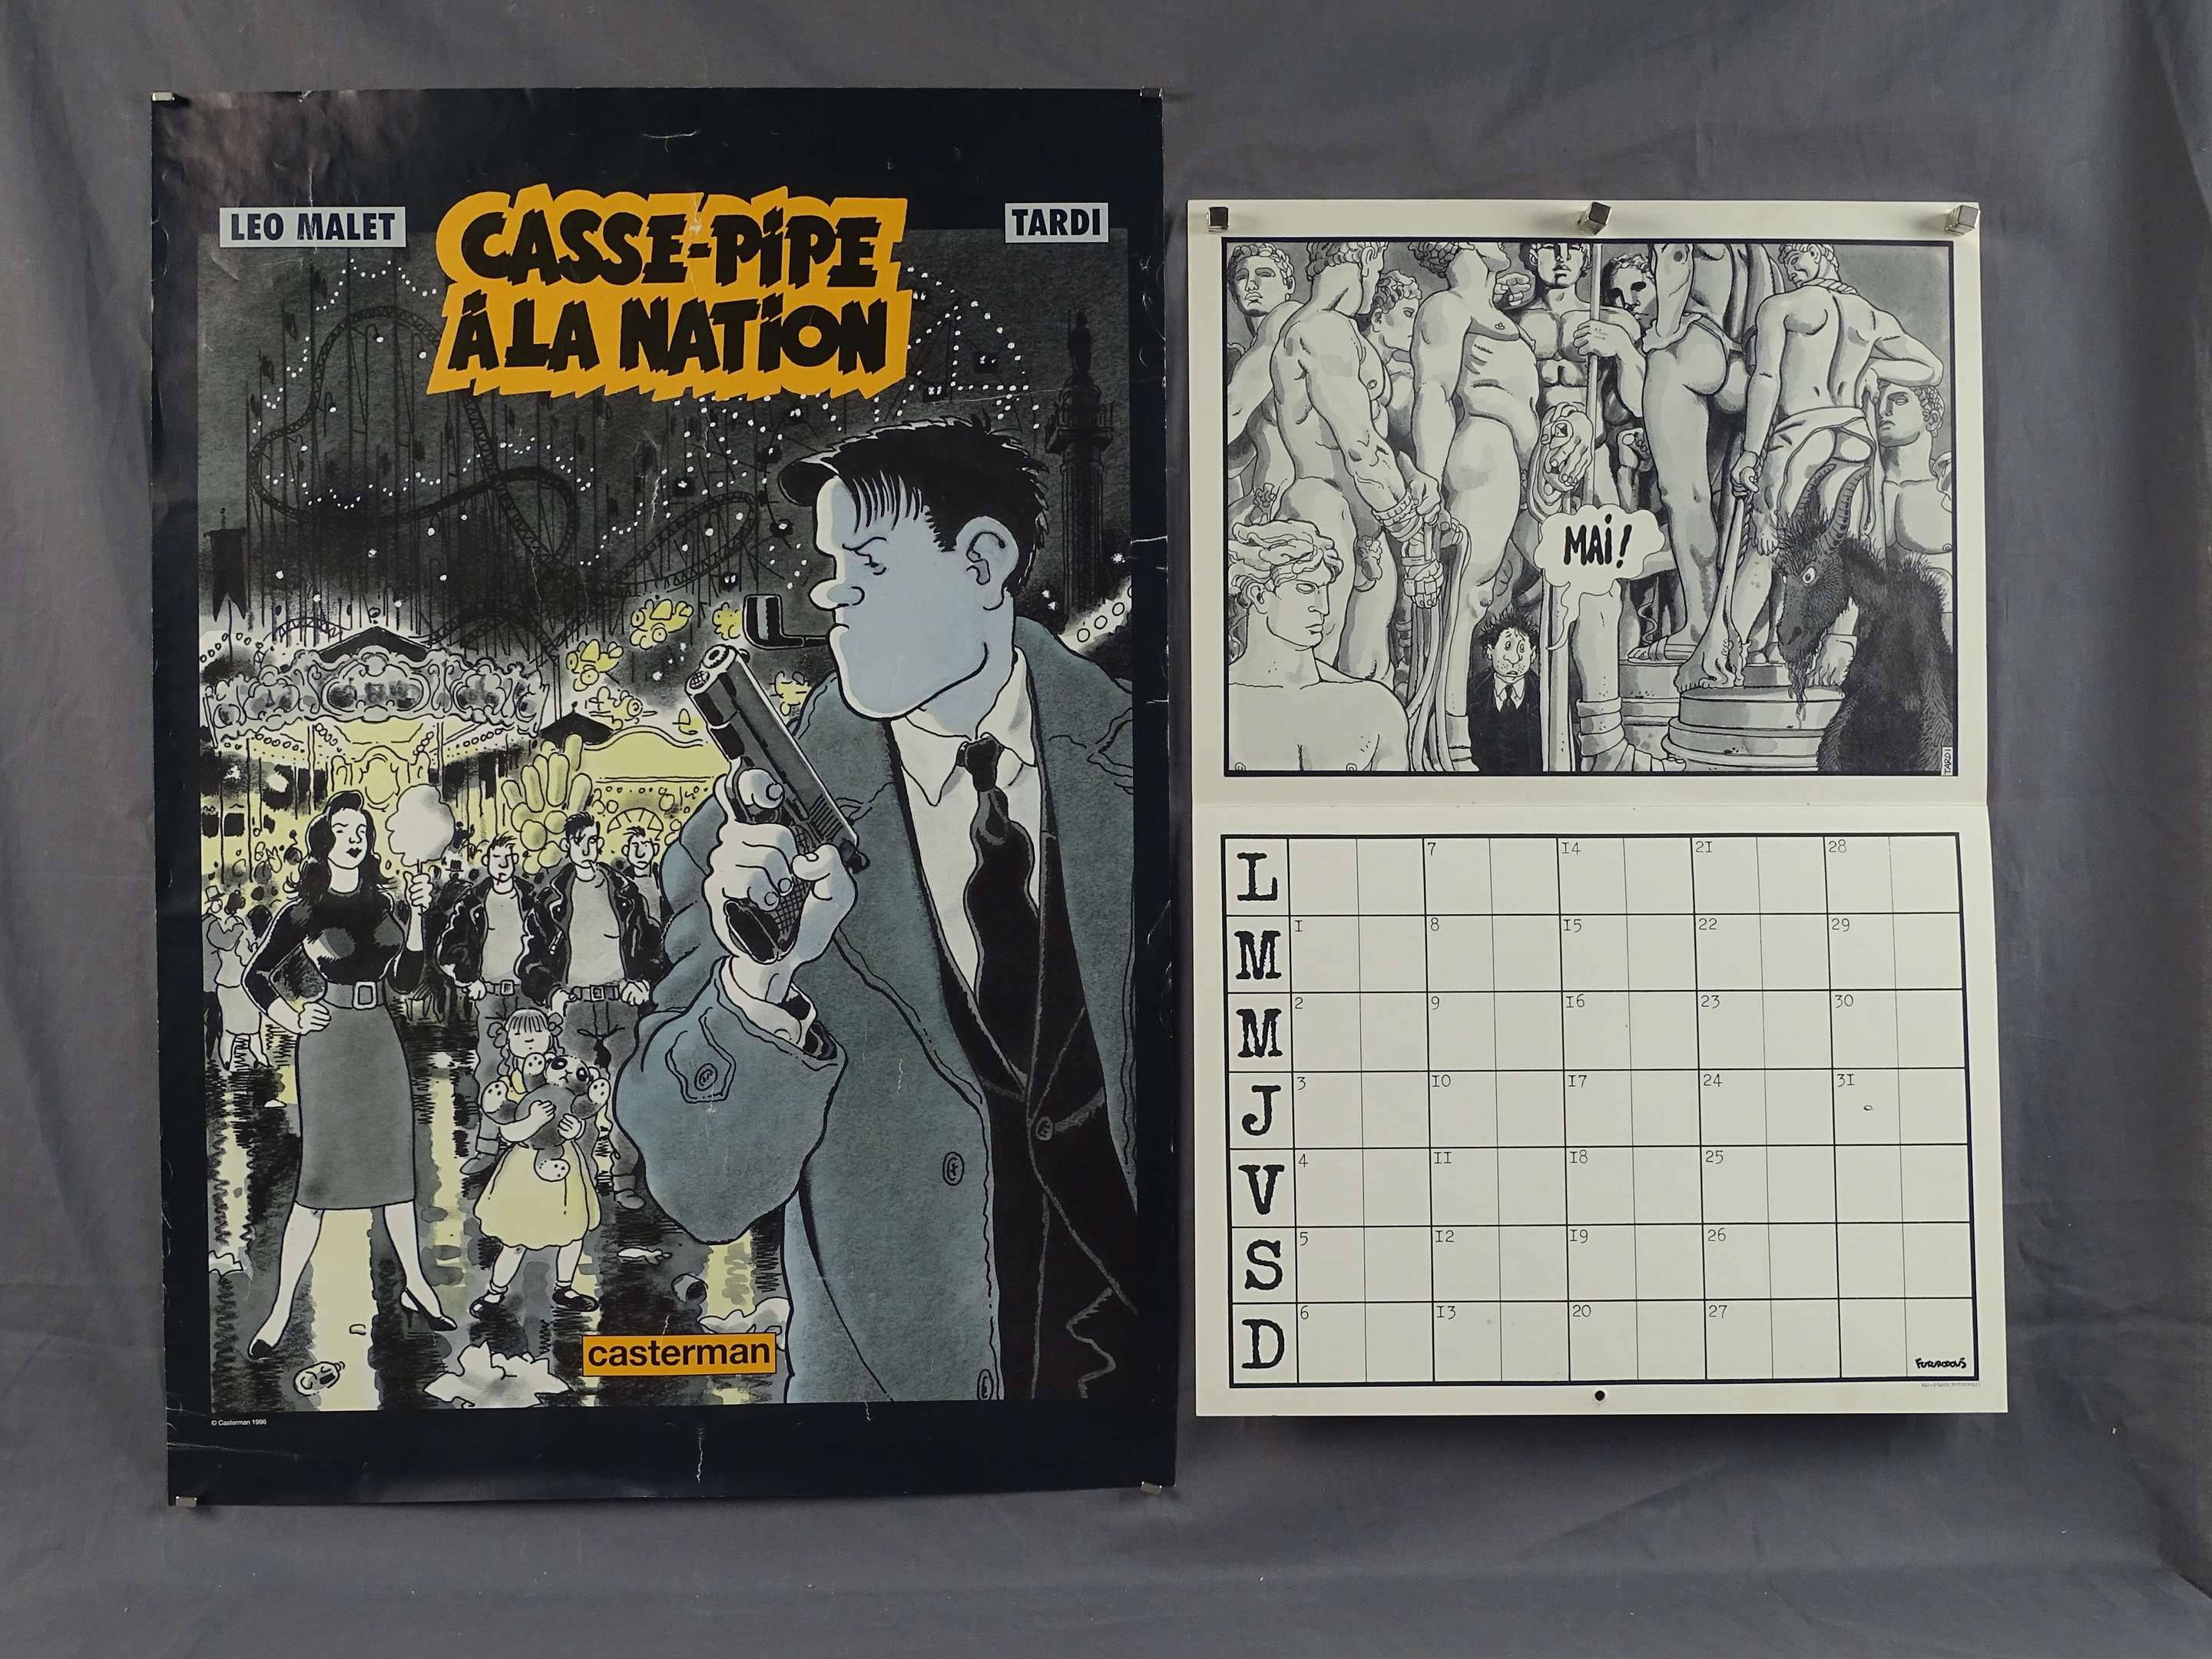 LEO MALET
CASSE-PiPE
À LA NATiON
TARDI
casterman
© Casterman 1996
MAi!
TARDI
L 7 14 21 28
M 1 8 15 22 29
M 2 9 16 23 30
J 3 10 17 24 31
V 4 11 18 25
S 5 12 19 26
D 6 13 20 27
FUTUROPOLIS